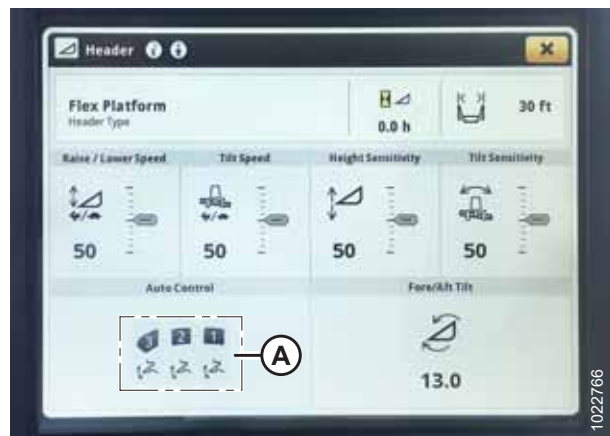 Header
Flex Platform
Header Type
0.0 h
30 ft
Raise / Lower Speed
Tilt Speed
Height Sensitivity
Tilt Sensitivity
50
50
50
50
Auto Control
Fore/Aft Tilt
3 2 1
A
13.0
1022766